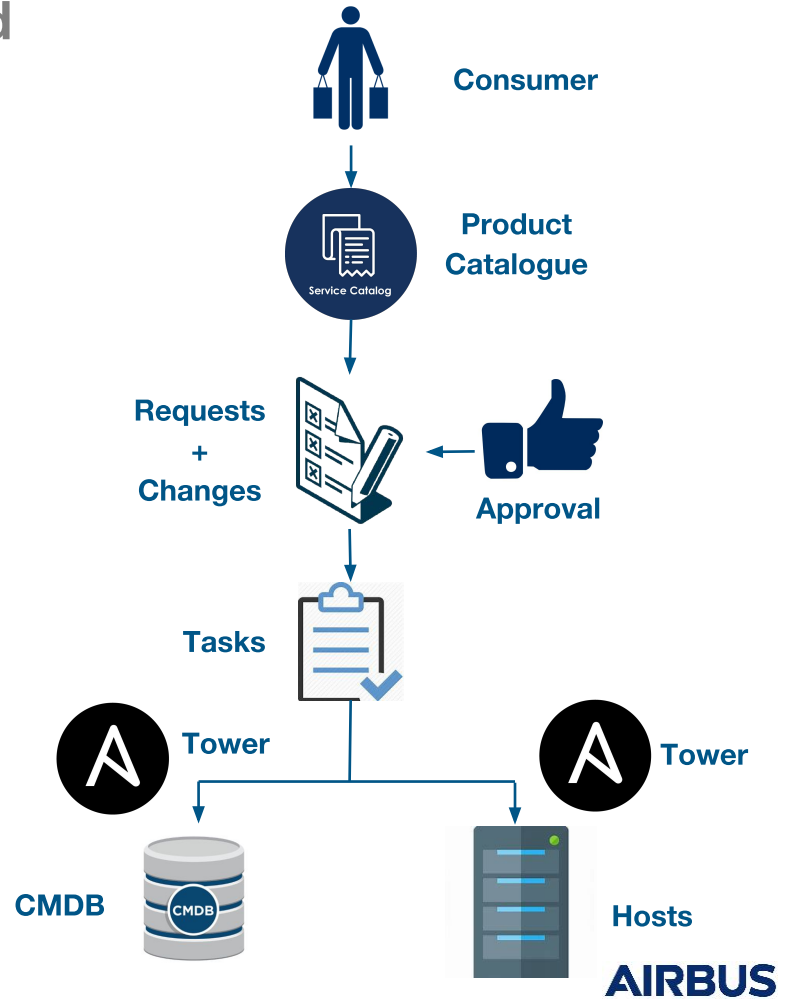 d
Consumer
Service Catalog
Product
Catalogue
Requests
+
Changes
Approval
Tasks
Tower
Tower
CMDB
CMDB
Hosts
AIRBUS